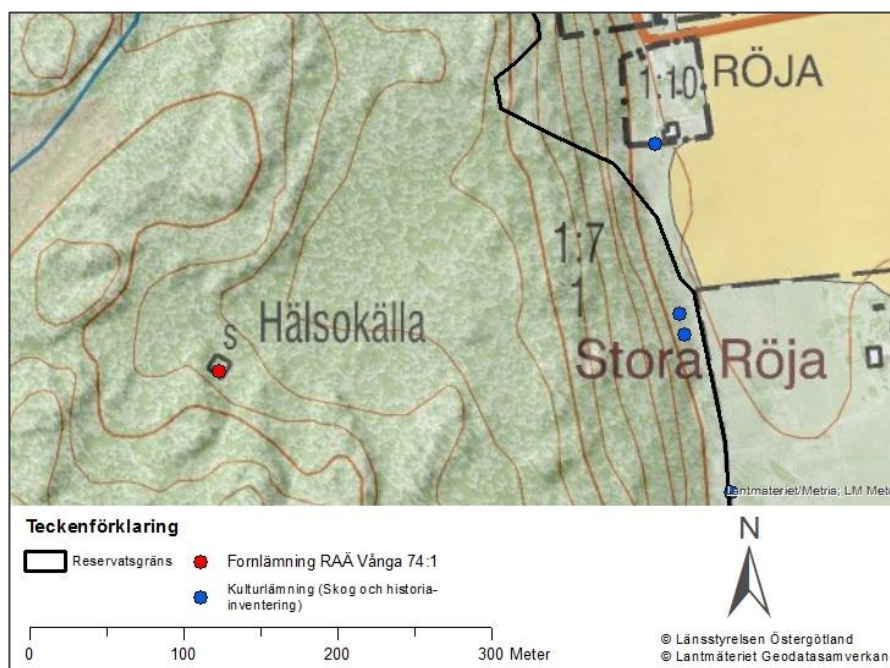 RÖJA
1:10
1:7
1
Hälsokälla
S
Stora Röja
Lantmäteriet/Metria; LM Met
Teckenförklaring
Reservatsgräns
Fornlämning RAÄ Vånga 74:1
Kulturlämning (Skog och historia-
inventering)
N
0 100 200 300 Meter
© Länsstyrelsen Östergötland
© Lantmäteriet Geodatasamverkan